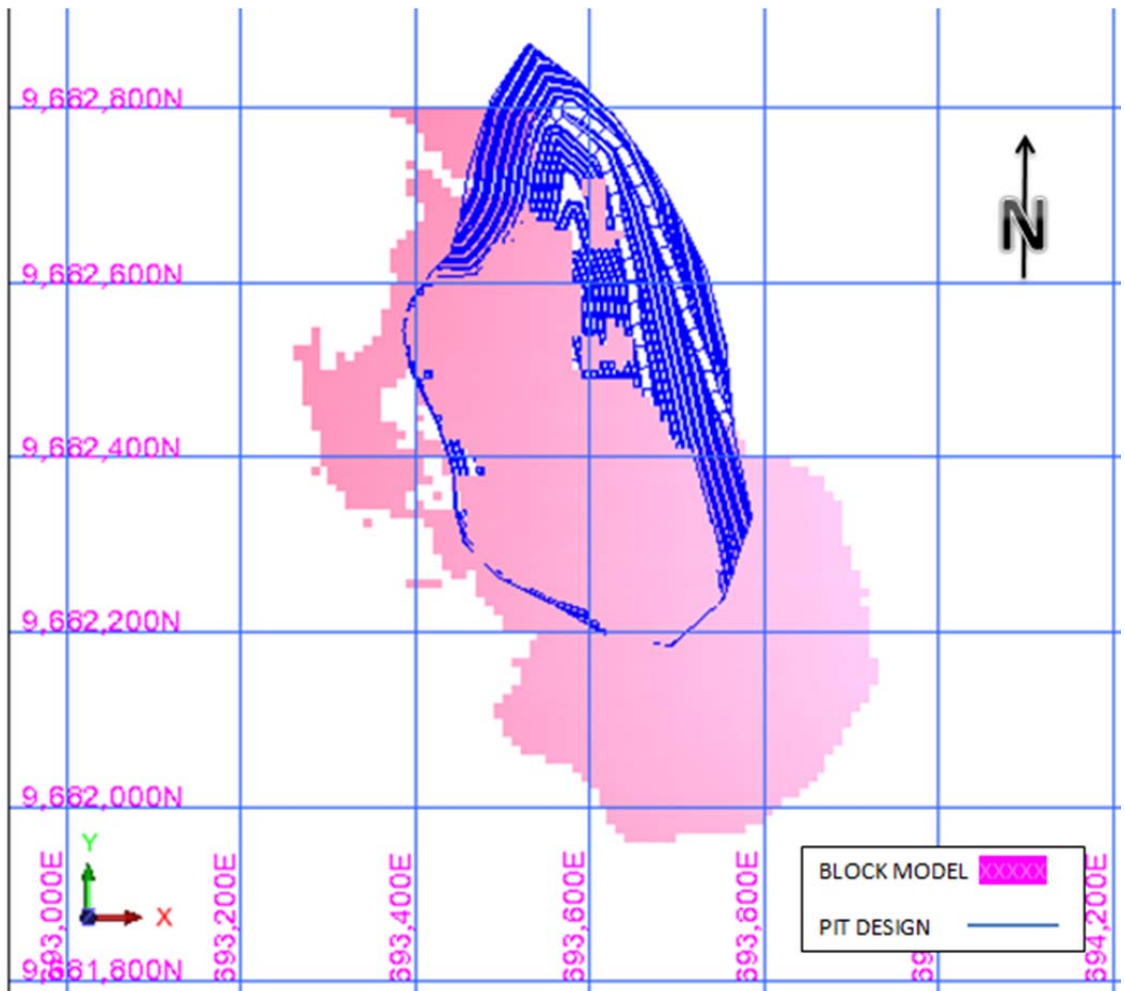 9,662,800N
9,662,600N
N
9,662,400N
9,662,200N
9,662,000N
Y
X
693,000E
693,200E
693,400E
693,600E
693,800E
694,200E
BLOCK MODEL XXXXX
PIT DESIGN
661,800N